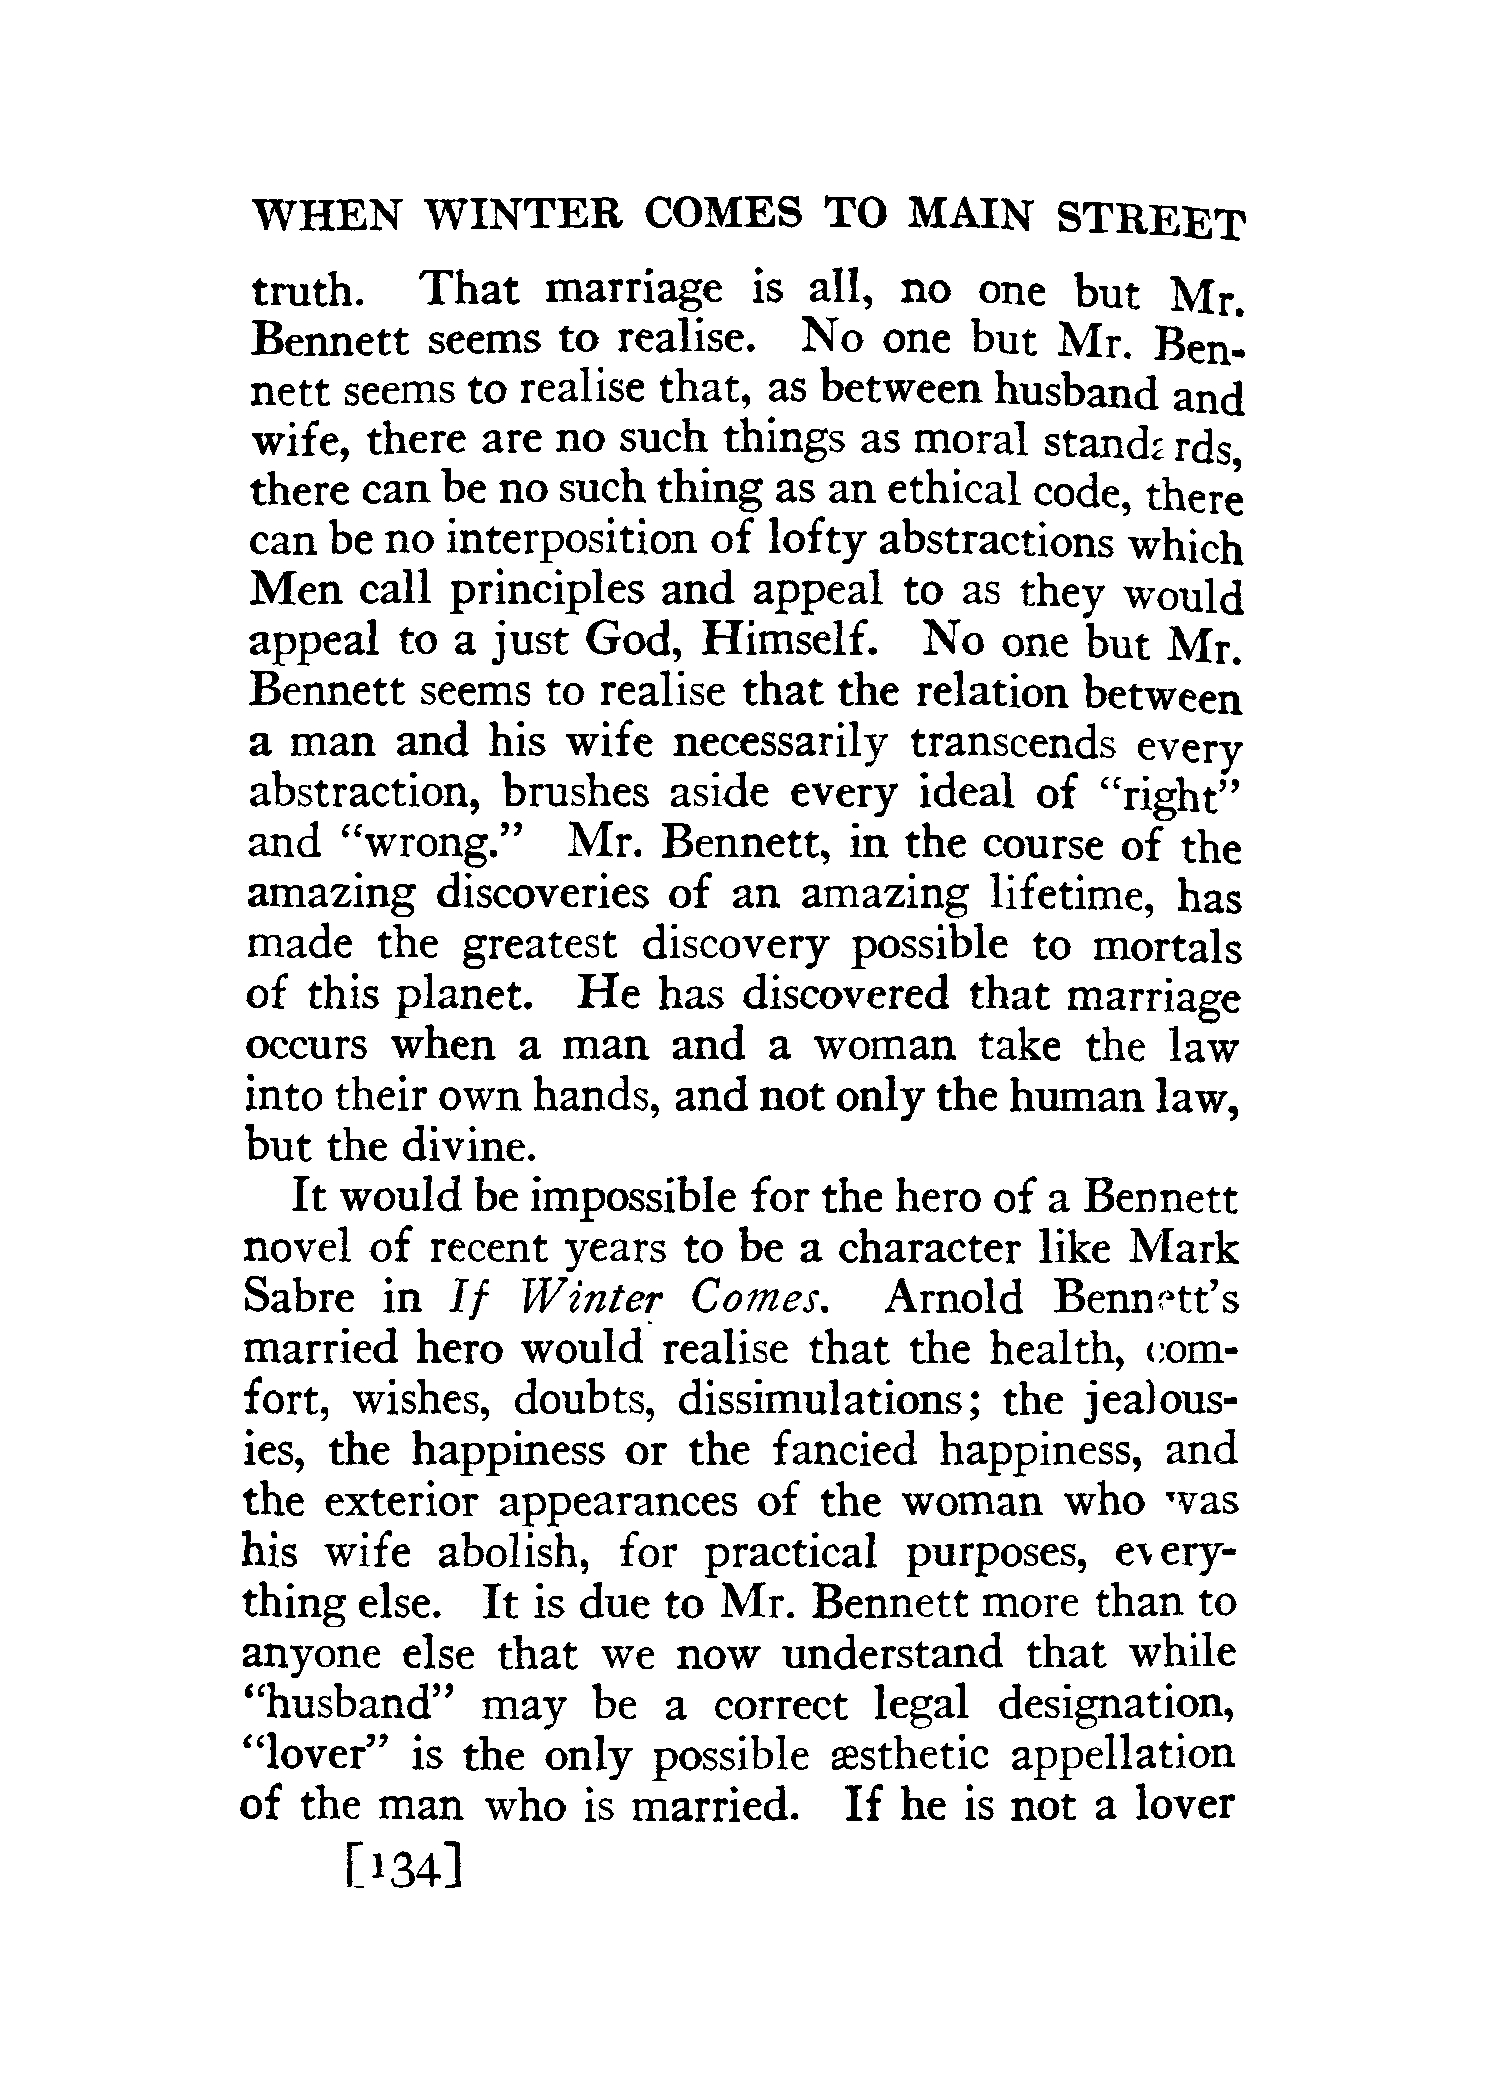 WHEN WINTER COMES TO MAIN STREET
truth. That marriage is all, no one but Mr.
Bennett seems to realise. No one but Mr. Ben-
nett seems to realise that, as between husband and
wife, there are no such things as moral standards,
there can be no such thing as an ethical code, there
can be no interposition of lofty abstractions which
Men call principles and appeal to as they would
appeal to a just God, Himself. No one but Mr.
Bennett seems to realise that the relation between
a man and his wife necessarily transcends every
abstraction, brushes aside every ideal of “right”
and “wrong.” Mr. Bennett, in the course of the
amazing discoveries of an amazing lifetime, has
made the greatest discovery possible to mortals
of this planet. He has discovered that marriage
occurs when a man and a woman take the law
into their own hands, and not only the human law,
but the divine.
It would be impossible for the hero of a Bennett
novel of recent years to be a character like Mark
Sabre in If Winter Comes. Arnold Bennett’s
married hero would realise that the health, com-
fort, wishes, doubts, dissimulations; the jealous-
ies, the happiness or the fancied happiness, and
the exterior appearances of the woman who was
his wife abolish, for practical purposes, every-
thing else. It is due to Mr. Bennett more than to
anyone else that we now understand that while
“husband” may be a correct legal designation,
“lover” is the only possible æsthetic appellation
of the man who is married. If he is not a lover
[134]